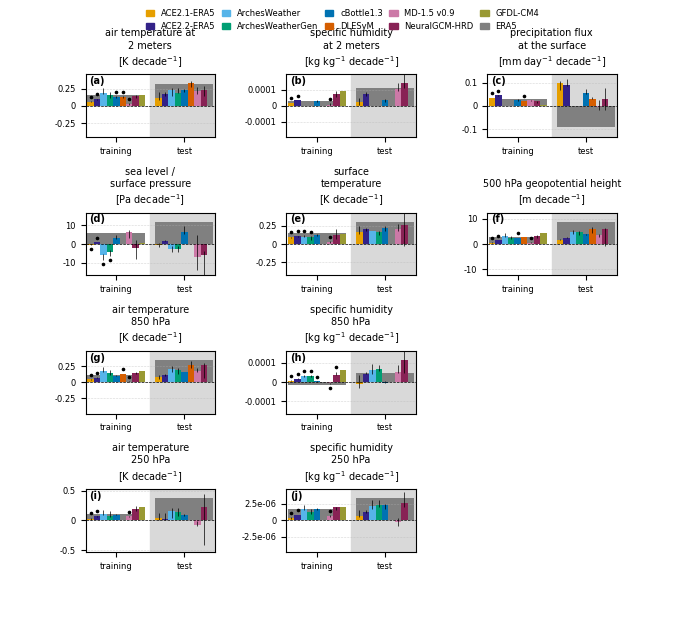 ACE2.1-ERA5 ArchesWeather cBottle1.3 MD-1.5 v0.9 GFDL-CM4
ACE2.2-ERA5 ArchesWeatherGen DLESyM NeuralGCM-HRD ERA5
air temperature at
2 meters
[K decade⁻¹]
specific humidity
at 2 meters
[kg kg⁻¹ decade⁻¹]
precipitation flux
at the surface
[mm day⁻¹ decade⁻¹]
(a)
0.25
0
-0.25
training test
(b)
0.0001
0
-0.0001
training test
(c)
0.1
0
-0.1
training test
sea level /
surface pressure
[Pa decade⁻¹]
surface
temperature
[K decade⁻¹]
500 hPa geopotential height
[m decade⁻¹]
(d)
10
0
-10
training test
(e)
0.25
0
-0.25
training test
(f)
10
0
-10
training test
air temperature
850 hPa
[K decade⁻¹]
specific humidity
850 hPa
[kg kg⁻¹ decade⁻¹]
(g)
0.25
0
-0.25
training test
(h)
0.0001
0
-0.0001
training test
air temperature
250 hPa
[K decade⁻¹]
specific humidity
250 hPa
[kg kg⁻¹ decade⁻¹]
(i)
0.5
0
-0.5
training test
(j)
2.5e-06
0
-2.5e-06
training test